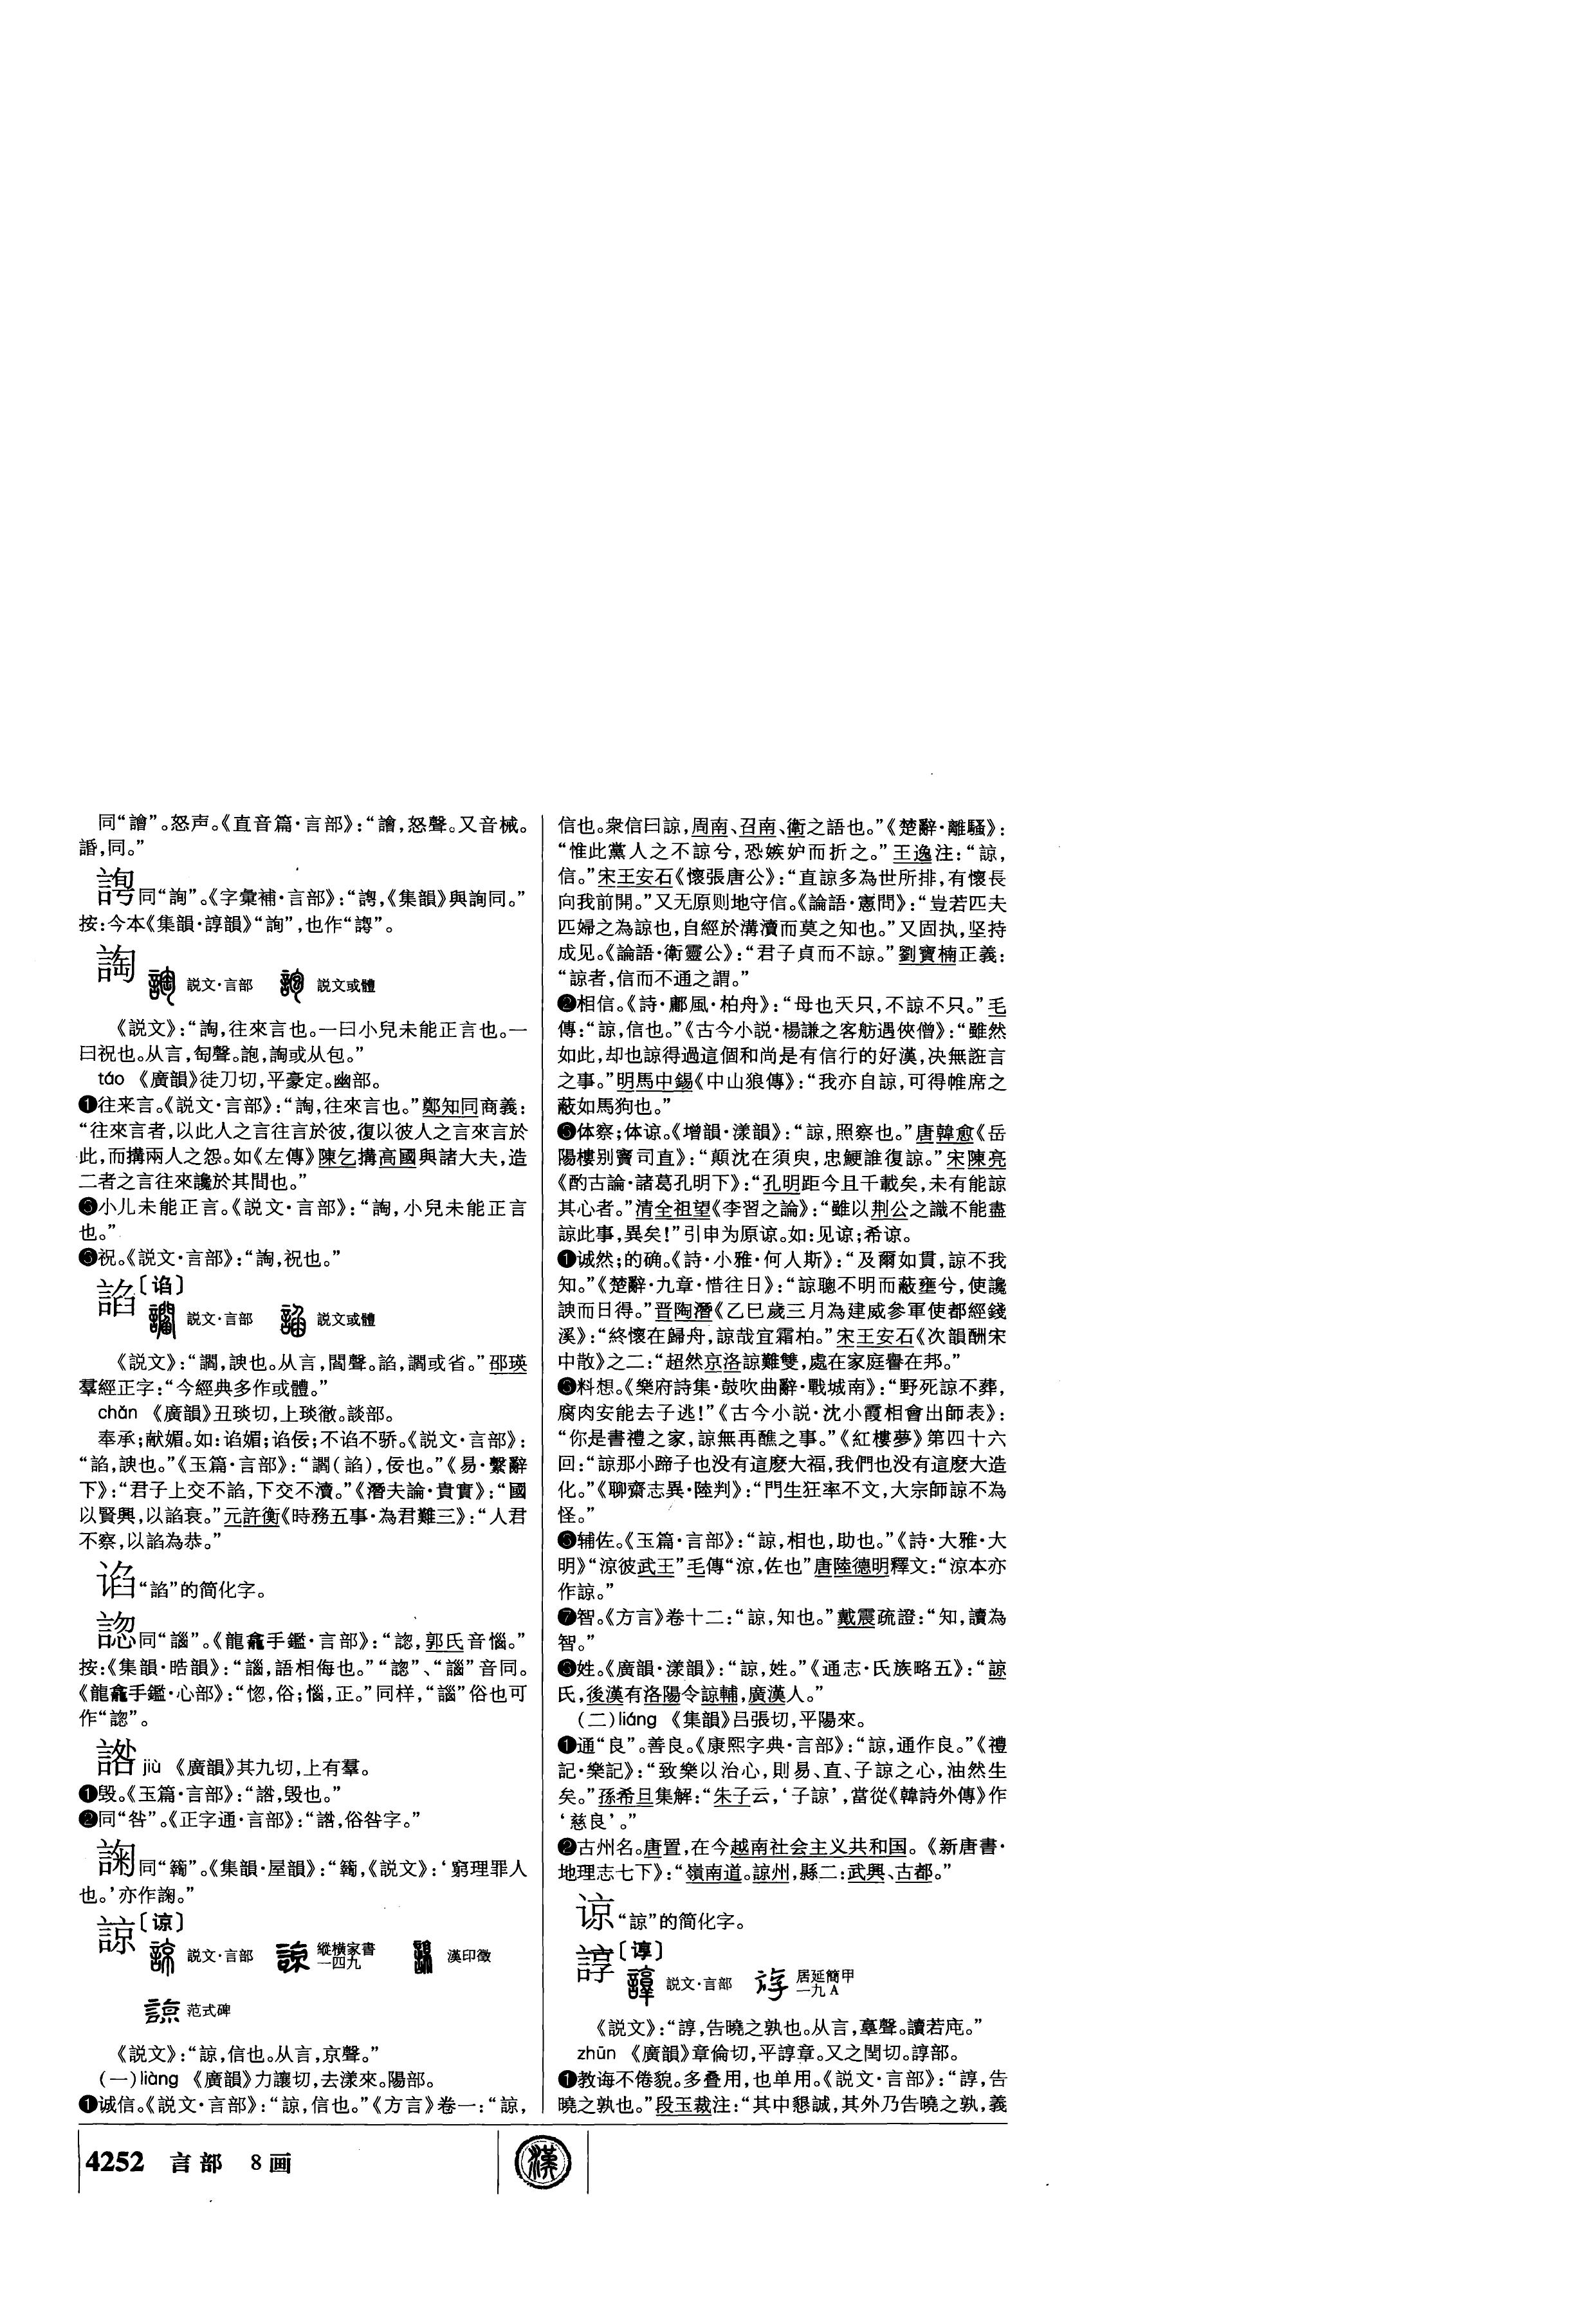 同“譮”。怒声。《直音篇·言部》:“譮,怒聲。又音械。
䛰,同。”
同“詢”。《字彙補·言部》:“,《集韻》與詢同。”
按:今本《集韻·諄韻》“詢”,也作“”。
詾 説文·言部 説文或體
《説文》:“,往來言也。一曰小兒未能正言也。一
曰祝也。从言,匋聲。䛌,或从包。”
táo 《廣韻》徒刀切,平豪定。幽部。
❶往来言。《説文·言部》:“,往來言也。”鄭知同商義:
“往來言者,以此人之言往言於彼,復以彼人之言來言於
此,而搆兩人之怨。如《左傳》陳乞搆高國與諸大夫,造
二者之言往來讒於其間也。”
❷小儿未能正言。《説文·言部》:“,小兒未能正言
也。”
❸祝。《説文·言部》:“,祝也。”
諂〔谄〕
説文·言部 説文或體
《説文》:“讇,諛也。从言,閻聲。諂,讇或省。”邵瑛
羣經正字:“今經典多作或體。”
chǎn 《廣韻》丑琰切,上琰徹。談部。
奉承;献媚。如:谄媚;谄佞;不谄不骄。《説文·言部》:
“諂,諛也。”《玉篇·言部》:“讇(諂),佞也。”《易·繫辭
下》:“君子上交不諂,下交不瀆。”《潛夫論·貴實》:“國
以賢興,以諂衰。”元許衡《時務五事·為君難三》:“人君
不察,以諂為恭。”
谄“諂”的简化字。
同“䜀”。《龍龕手鑑·言部》:“,郭氏音惱。”
按:《集韻·晧韻》:“,語相侮也。”“”、“”音同。
《龍龕手鑑·心部》:“惚,俗;惱,正。”同样,“”俗也可
作“”。
jiù 《廣韻》其九切,上有羣。
❶毁。《玉篇·言部》:“,毁也。”
❷同“咎”。《正字通·言部》:“,俗咎字。”
諊同“䉤”。《集韻·屋韻》:“,《説文》:‘窮理罪人
也。’亦作諊。”
諒〔谅〕
説文·言部 縱横家書一四九 漢印徵
范式碑
《説文》:“諒,信也。从言,京聲。”
(一)liàng 《廣韻》力讓切,去漾來。陽部。
❶诚信。《説文·言部》:“諒,信也。”《方言》卷一:“諒,
信也。衆信曰諒,周南、召南、衛之語也。”《楚辭·離騷》:
“惟此黨人之不諒兮,恐嫉妒而折之。”王逸注:“諒,
信。”宋王安石《懷張唐公》:“直諒多為世所排,有懷長
向我前開。”又无原则地守信。《論語·憲問》:“豈若匹夫
匹婦之為諒也,自經於溝瀆而莫之知也。”又固执,坚持
成见。《論語·衛靈公》:“君子貞而不諒。”劉寶楠正義:
“諒者,信而不通之謂。”
❷相信。《詩·鄘風·柏舟》:“母也天只,不諒不只。”毛
傳:“諒,信也。”《古今小説·楊謙之客舫遇俠僧》:“雖然
如此,却也諒得過這個和尚是有信行的好漢,决無誑言
之事。”明馬中錫《中山狼傳》:“我亦自諒,可得帷席之
蔽如馬狗也。”
❸体察;体谅。《增韻·漾韻》:“諒,照察也。”唐韓愈《岳
陽樓别竇司直》:“顛沈在須臾,忠鯁誰復諒。”宋陳亮
《酌古論·諸葛孔明下》:“孔明距今且千載矣,未有能諒
其心者。”清全祖望《李習之論》:“雖以荆公之識不能盡
諒此事,異矣!”引申为原谅。如:见谅;希谅。
❹诚然;的确。《詩·小雅·何人斯》:“及爾如貫,諒不我
知。”《楚辭·九章·惜往日》:“諒聰不明而蔽壅兮,使讒
諛而日得。”晋陶潛《乙巳歲三月為建威參軍使都經錢
溪》:“終懷在歸舟,諒哉宜霜柏。”宋王安石《次韻酬宋
中散》之二:“超然京洛諒難雙,處在家庭譽在邦。”
❺料想。《樂府詩集·鼓吹曲辭·戰城南》:“野死諒不葬,
腐肉安能去子逃!”《古今小説·沈小霞相會出師表》:
“你是書禮之家,諒無再醮之事。”《紅樓夢》第四十六
回:“諒那小蹄子也没有這麽大福,我們也没有這麽大造
化。”《聊齋志異·陸判》:“門生狂率不文,大宗師諒不為
怪。”
❻辅佐。《玉篇·言部》:“諒,相也,助也。”《詩·大雅·大
明》“涼彼武王”毛傳“涼,佐也”唐陸德明釋文:“涼本亦
作諒。”
❼智。《方言》卷十二:“諒,知也。”戴震疏證:“知,讀為
智。”
❽姓。《廣韻·漾韻》:“諒,姓。”《通志·氏族略五》:“諒
氏,後漢有洛陽令諒輔,廣漢人。”
(二)liáng 《集韻》吕張切,平陽來。
❶通“良”。善良。《康熙字典·言部》:“諒,通作良。”《禮
記·樂記》:“致樂以治心,則易、直、子諒之心,油然生
矣。”孫希旦集解:“朱子云,‘子諒’,當從《韓詩外傳》作
‘慈良’。”
❷古州名。唐置,在今越南社会主义共和国。《新唐書·
地理志七下》:“嶺南道。諒州,縣二:武興、古都。”
谅“諒”的简化字。
諄〔谆〕
説文·言部 居延簡甲一九A
《説文》:“諄,告曉之孰也。从言,𦎫聲。讀若庉。”
zhūn 《廣韻》章倫切,平諄章。又之閏切。諄部。
❶教诲不倦貌。多叠用,也单用。《説文·言部》:“諄,告
曉之孰也。”段玉裁注:“其中懇誠,其外乃告曉之孰,義
4252 言部 8画
漢